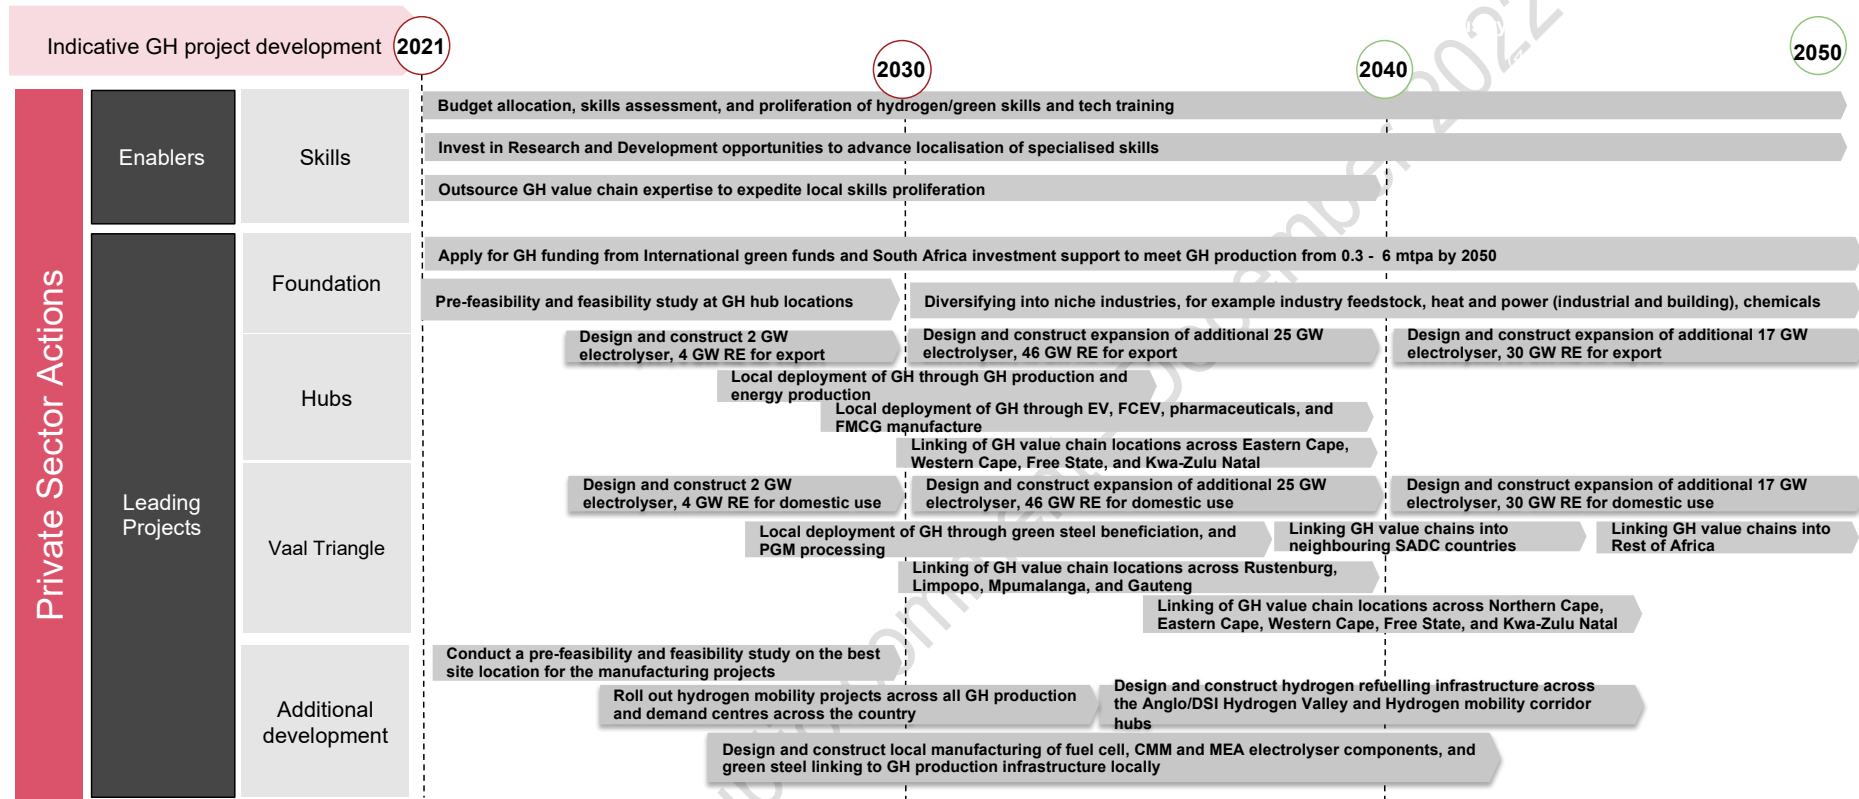 Indicative GH project development
2021
2030
2040
2050
Private Sector Actions
Enablers
Skills
Budget allocation, skills assessment, and proliferation of hydrogen/green skills and tech training
Invest in Research and Development opportunities to advance localisation of specialised skills
Outsource GH value chain expertise to expedite local skills proliferation
Leading
Projects
Foundation
Apply for GH funding from International green funds and South Africa investment support to meet GH production from 0.3 - 6 mtpa by 2050
Pre-feasibility and feasibility study at GH hub locations
Diversifying into niche industries, for example industry feedstock, heat and power (industrial and building), chemicals
Hubs
Design and construct 2 GW
electrolyser, 4 GW RE for export
Design and construct expansion of additional 25 GW
electrolyser, 46 GW RE for export
Design and construct expansion of additional 17 GW
electrolyser, 30 GW RE for export
Local deployment of GH through GH production and
energy production
Local deployment of GH through EV, FCEV, pharmaceuticals, and
FMCG manufacture
Linking of GH value chain locations across Eastern Cape,
Western Cape, Free State, and Kwa-Zulu Natal
Vaal Triangle
Design and construct 2 GW
electrolyser, 4 GW RE for domestic use
Design and construct expansion of additional 25 GW
electrolyser, 46 GW RE for domestic use
Design and construct expansion of additional 17 GW
electrolyser, 30 GW RE for domestic use
Local deployment of GH through green steel beneficiation, and
PGM processing
Linking GH value chains into
neighbouring SADC countries
Linking GH value chains into
Rest of Africa
Linking of GH value chain locations across Rustenburg,
Limpopo, Mpumalanga, and Gauteng
Linking of GH value chain locations across Northern Cape,
Eastern Cape, Western Cape, Free State, and Kwa-Zulu Natal
Additional
development
Conduct a pre-feasibility and feasibility study on the best
site location for the manufacturing projects
Roll out hydrogen mobility projects across all GH production
and demand centres across the country
Design and construct hydrogen refuelling infrastructure across
the Anglo/DSI Hydrogen Valley and Hydrogen mobility corridor
hubs
Design and construct local manufacturing of fuel cell, CMM and MEA electrolyser components, and
green steel linking to GH production infrastructure locally
2022